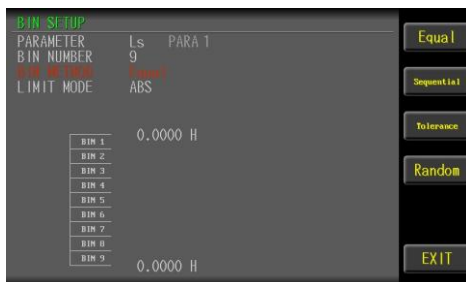 BIN SETUP
PARAMETER Ls PARA 1
BIN NUMBER 9
BIN METHOD Equal
LIMIT MODE ABS
0.0000 H
BIN 1
BIN 2
BIN 3
BIN 4
BIN 5
BIN 6
BIN 7
BIN 8
BIN 9
0.0000 H
Equal
Sequential
Tolerance
Random
EXIT